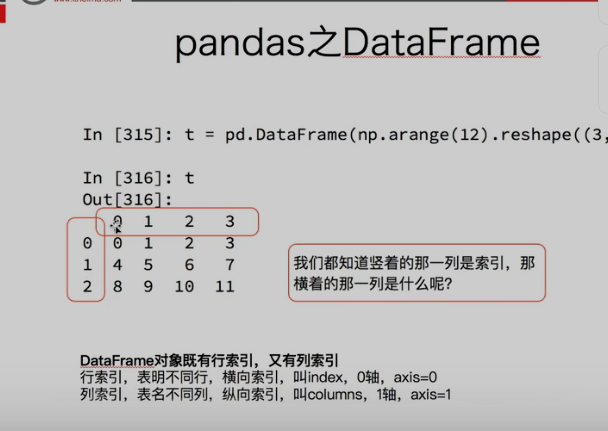 pandas之DataFrame
In [315]: t = pd.DataFrame(np.arange(12).reshape((3,
In [316]: t
Out[316]:
0 1 2 3
0 0 1 2 3
1 4 5 6 7
2 8 9 10 11
我们都知道竖着的那一列是索引，那
横着的那一列是什么呢？
DataFrame对象既有行索引，又有列索引
行索引，表明不同行，横向索引，叫index，0轴，axis=0
列索引，表名不同列，纵向索引，叫columns，1轴，axis=1